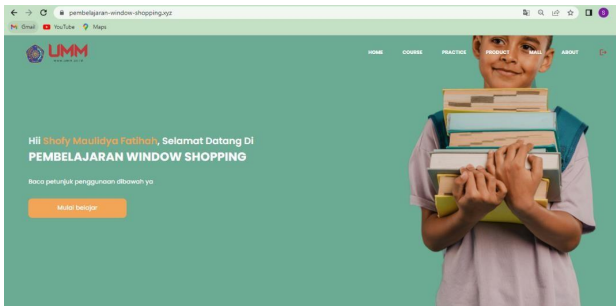 pembelajaran-window-shopping.xyz
S
Gmail YouTube Maps
UMM
HOME COURSE PRACTICE PRODUCT MALL ABOUT
Hii Shofy Maulidya Fatihah, Selamat Datang Di
PEMBELAJARAN WINDOW SHOPPING
Baca petunjuk penggunaan dibawah ya
Mulai belajar